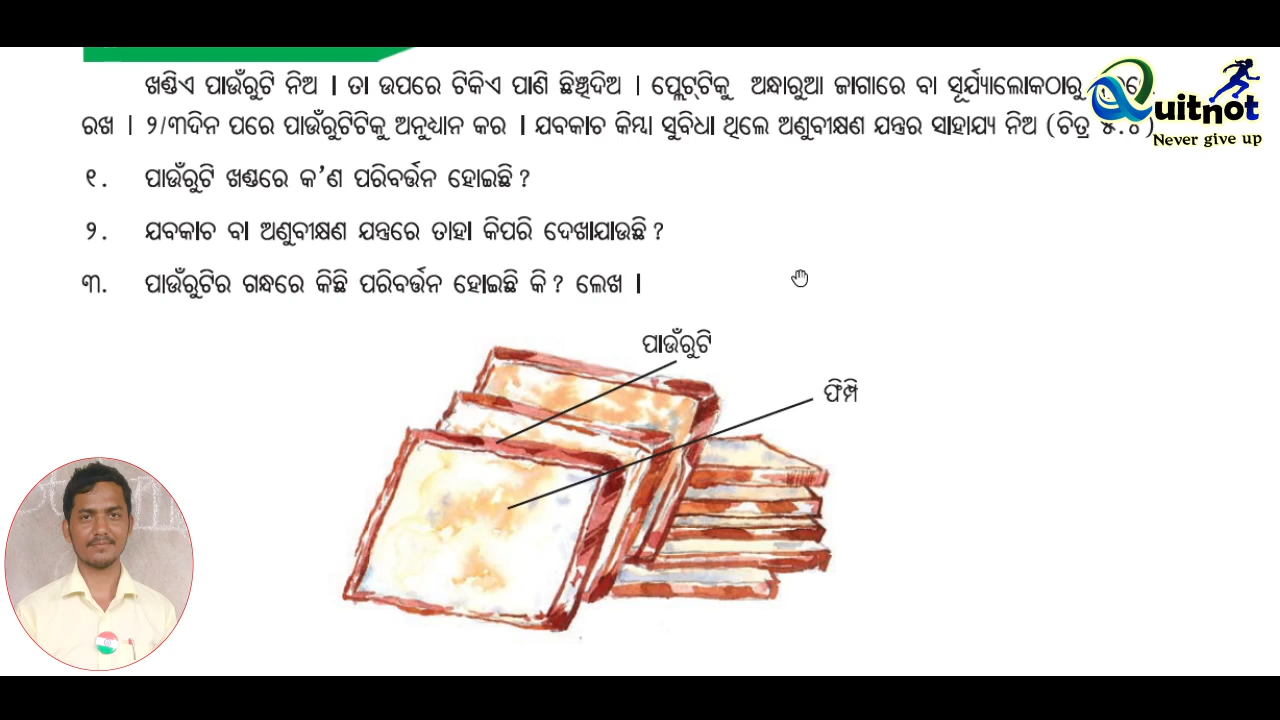 ଖଣ୍ଡିଏ ପାଉଁରୁଟି ନିଅ । ତା ଉପରେ ଟିକିଏ ପାଣି ଛିଞ୍ଚିଦିଅ । ପ୍ଲେଟ୍‌ଟିକୁ ଅନ୍ଧାରୁଆ ଜାଗାରେ ବା ସୂର୍ଯ୍ୟାଲୋକଠାରୁ
ରଖ । ୨/୩ଦିନ ପରେ ପାଉଁରୁଟିଟିକୁ ଅନୁଧ୍ୟାନ କର । ଯବକାଚ କିମ୍ବା ସୁବିଧା ଥିଲେ ଅଣୁବୀକ୍ଷଣ ଯନ୍ତ୍ରର ସାହାଯ୍ୟ ନିଅ (ଚିତ୍ର
୧. ପାଉଁରୁଟି ଖଣ୍ଡରେ କ'ଣ ପରିବର୍ତ୍ତନ ହୋଇଛି ?
୨. ଯବକାଚ ବା ଅଣୁବୀକ୍ଷଣ ଯନ୍ତ୍ରରେ ତାହା କିପରି ଦେଖାଯାଉଛି ?
୩. ପାଉଁରୁଟିର ଗନ୍ଧରେ କିଛି ପରିବର୍ତ୍ତନ ହୋଇଛି କି ? ଲେଖ ।
ପାଉଁରୁଟି
ଫିମ୍ପି
Quitnot
Never give up